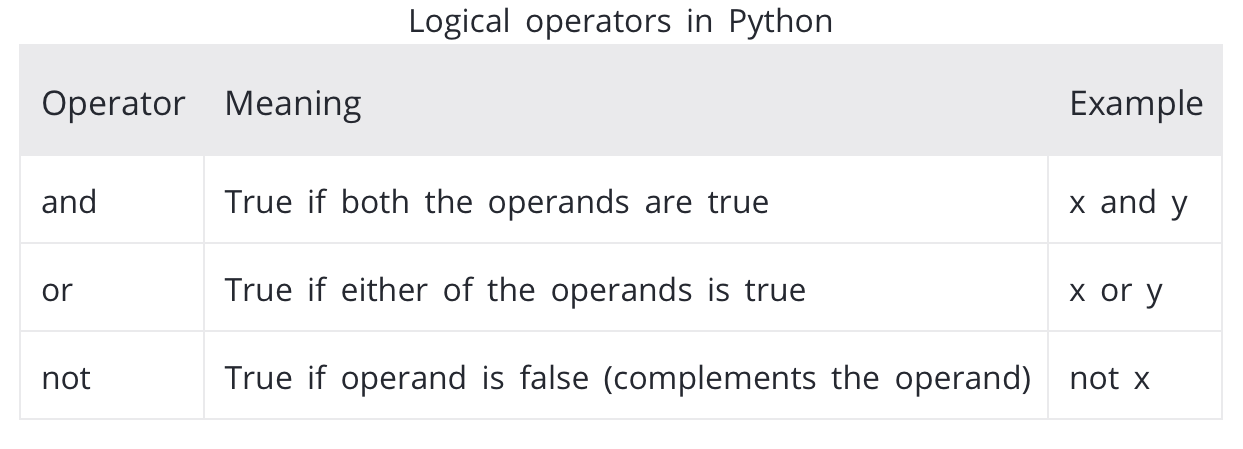 Logical operators in Python
Operator Meaning Example
and True if both the operands are true x and y
or True if either of the operands is true x or y
not True if operand is false (complements the operand) not x